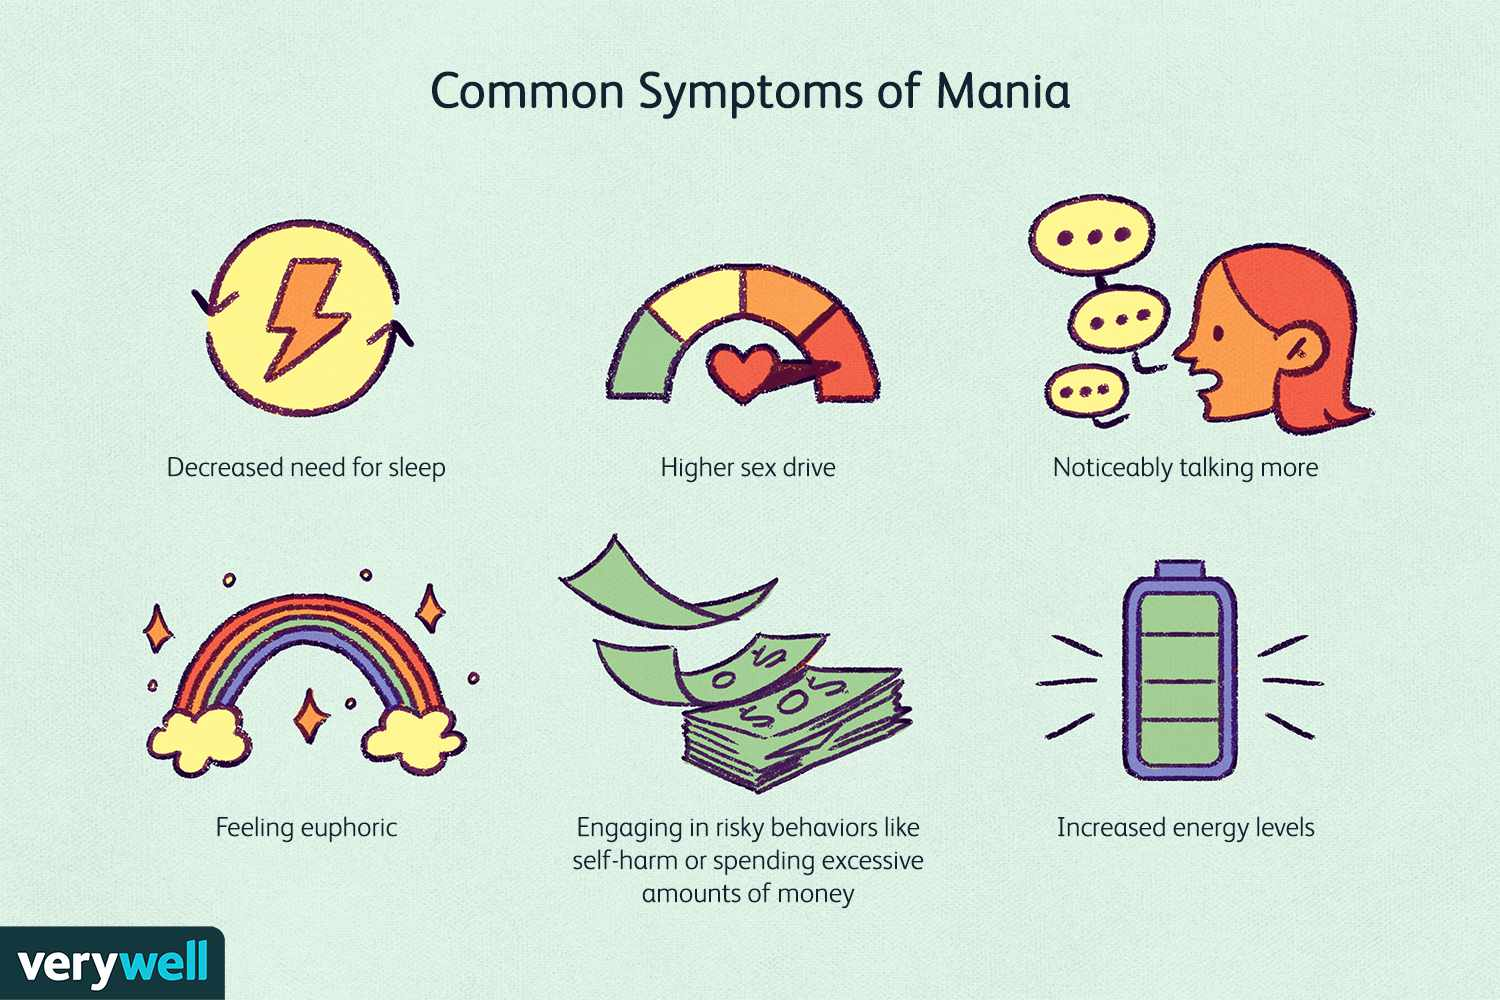 Common Symptoms of Mania
Decreased need for sleep
Higher sex drive
Noticeably talking more
Feeling euphoric
Engaging in risky behaviors like
self-harm or spending excessive
amounts of money
Increased energy levels
verywell